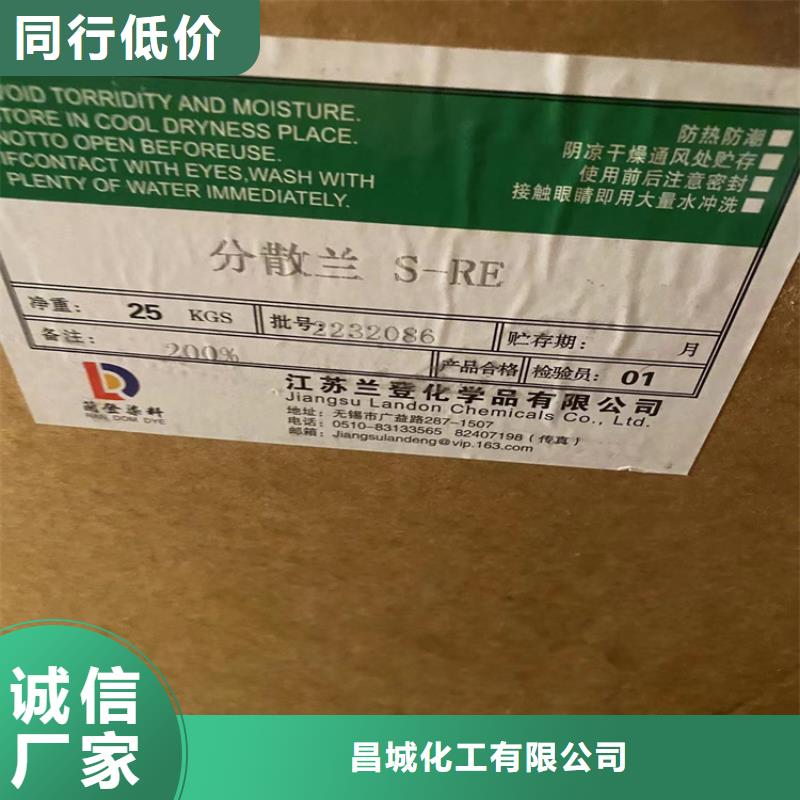 同行低价
VOID TORRIDITY AND MOISTURE.
STORE IN COOL DRYNESS PLACE.
NOTTO OPEN BEFOREUSE.
IFCONTACT WITH EYES,WASH WITH
PLENTY OF WATER IMMEDIATELY.
防热防潮
阴凉干燥通风处贮存
使用前后注意密封
接触眼睛即用大量水冲洗
分散兰 S-RE
净重: 25 KGS 批号:2232086 贮存期: 月
备注: 200% 产品合格 检验员: 01
兰登染料
江苏兰登化学品有限公司
Jiangsu Landon Chemicals Co., Ltd.
地址: 无锡市广益路287-1507
电话: 0510-83133565 82407198 (传真)
邮箱: Jiangsulandeng@vip.163.com
诚信
厂家
昌城化工有限公司